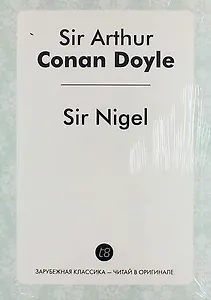 Sir Arthur
Conan Doyle
Sir Nigel
t8
ЗАРУБЕЖНАЯ КЛАССИКА — ЧИТАЙ В ОРИГИНАЛЕ